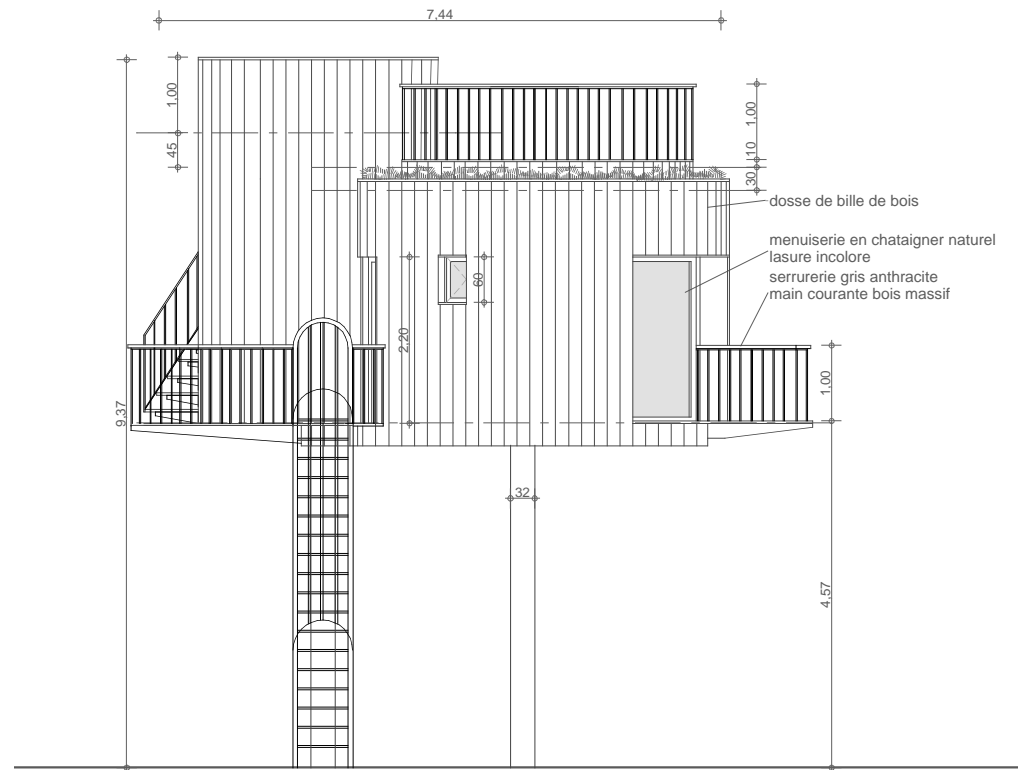 7,44
1,00
45
1,00
10
30
dosse de bille de bois
menuiserie en chataigner naturel
lasure incolore
serrurerie gris anthracite
main courante bois massif
60
2,20
1,00
9,37
32
4,57